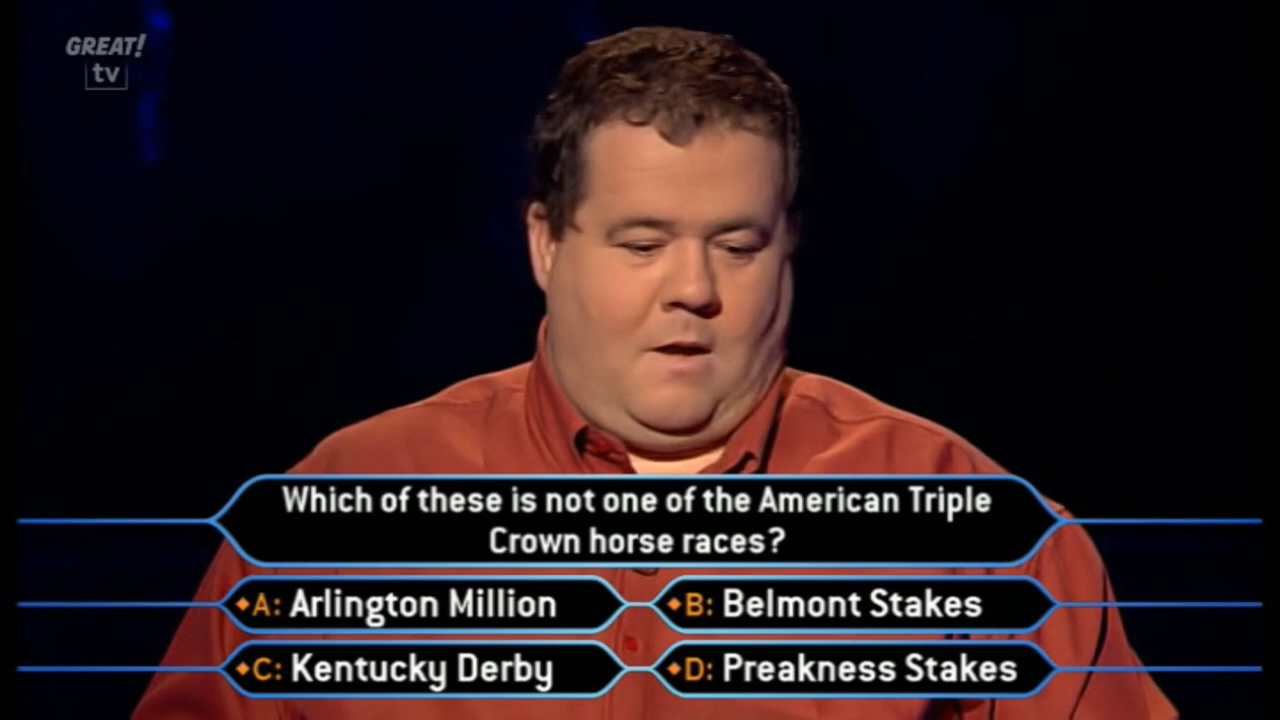 GREAT!
tv
Which of these is not one of the American Triple
Crown horse races?
A: Arlington Million
B: Belmont Stakes
C: Kentucky Derby
D: Preakness Stakes